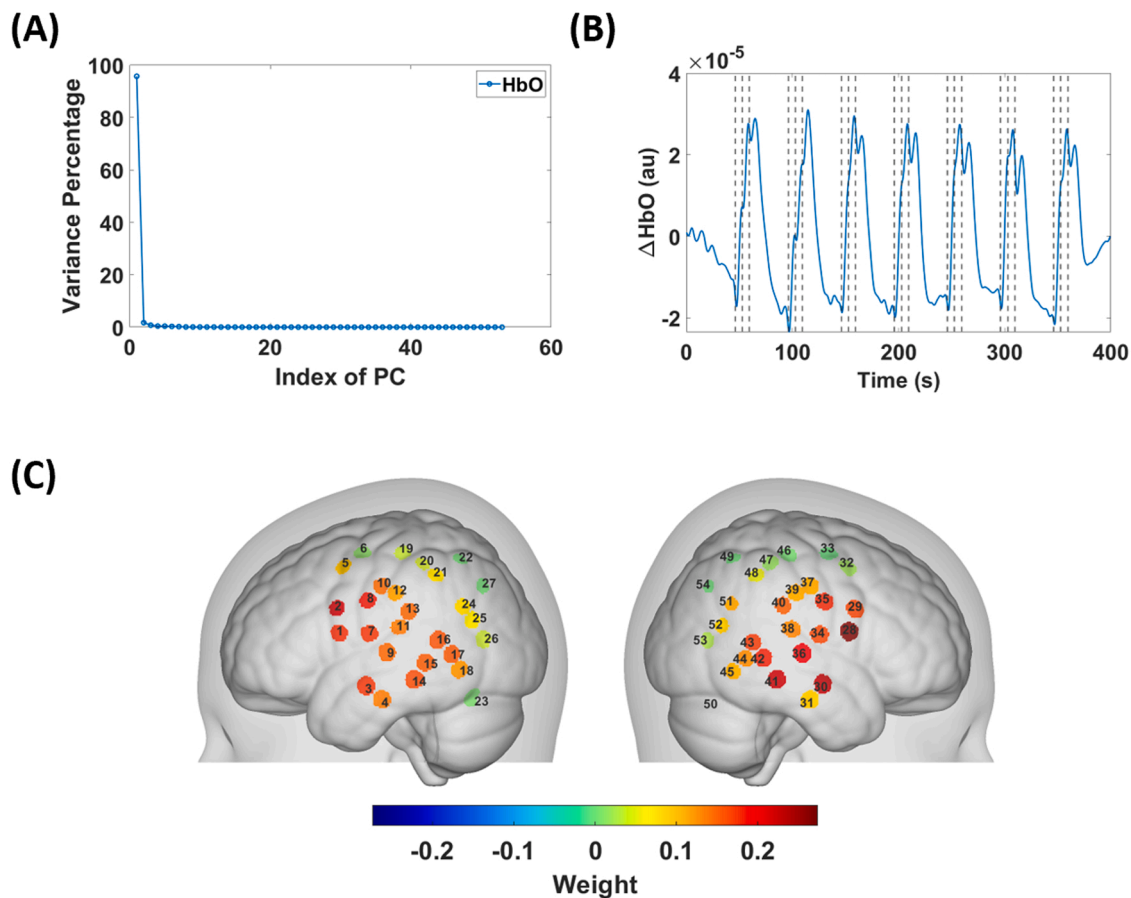 (A)
100
80
60
40
20
0
Variance Percentage
HbO
0 20 40 60
Index of PC
(B)
×10⁻⁵
4
2
0
-2
ΔHbO (au)
0 100 200 300 400
Time (s)
(C)
6 19 20 22
5 21
10 12 27
2 8 13 24
1 7 11 25
16 26
9 17
15 18
3 14
4 23
49 47 46 33
48 32
54 39 37
51 40 35 29
52 38 34 28
53 43
44 42 36
45 41 30
50 31
-0.2 -0.1 0 0.1 0.2
Weight